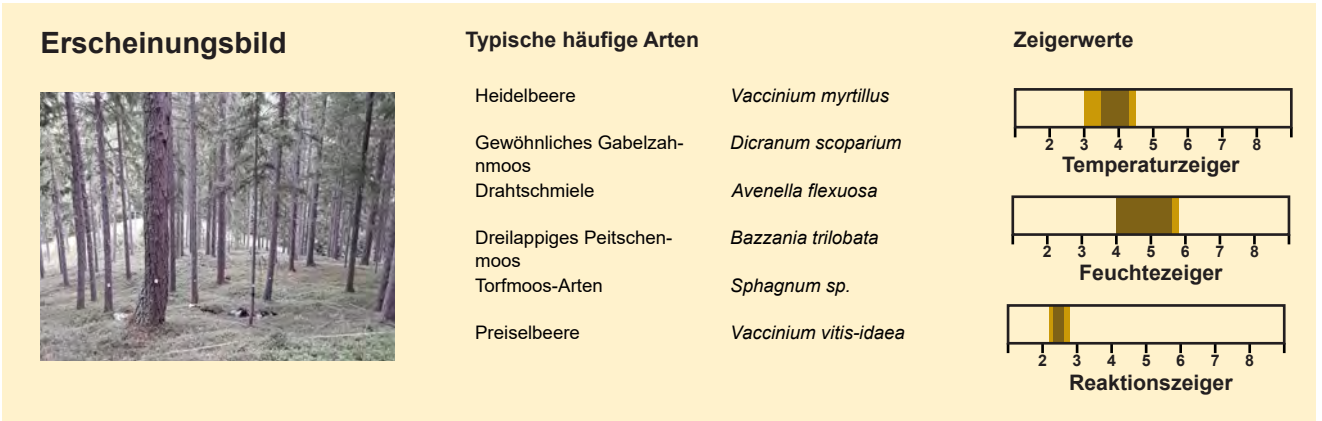 Erscheinungsbild
Typische häufige Arten
Heidelbeere
Vaccinium myrtillus
Gewöhnliches Gabelzah-
nmoos
Dicranum scoparium
Drahtschmiele
Avenella flexuosa
Dreilappiges Peitschen-
moos
Bazzania trilobata
Torfmoos-Arten
Sphagnum sp.
Preiselbeere
Vaccinium vitis-idaea
Zeigerwerte
2 3 4 5 6 7 8
Temperaturzeiger
2 3 4 5 6 7 8
Feuchtezeiger
2 3 4 5 6 7 8
Reaktionszeiger